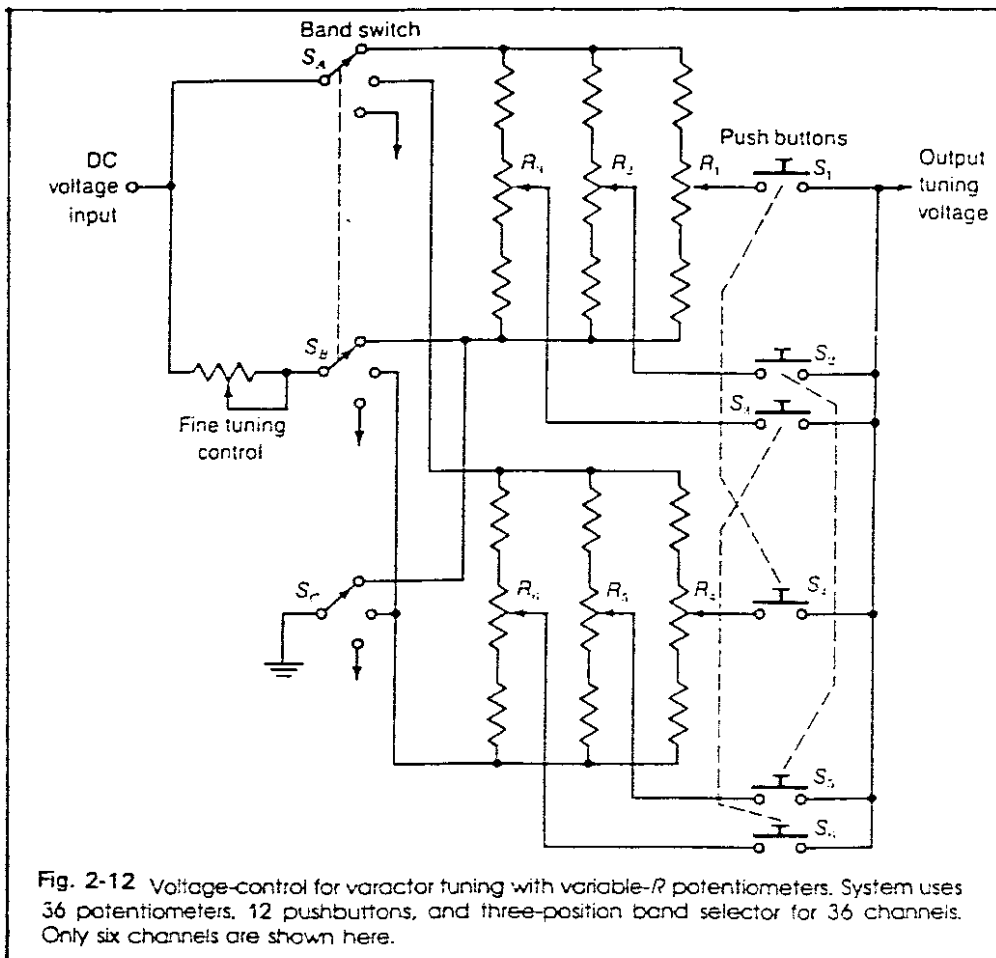 Band switch
S_A
DC
voltage
input
R_3
R_2
R_1
Push buttons
S_1
Output
tuning
voltage
S_B
Fine tuning
control
S_2
S_3
S_C
R_6
R_5
R_4
S_4
S_5
S_6
Fig. 2-12 Voltage-control for varactor tuning with variable-R potentiometers. System uses
36 potentiometers, 12 pushbuttons, and three-position band selector for 36 channels.
Only six channels are shown here.